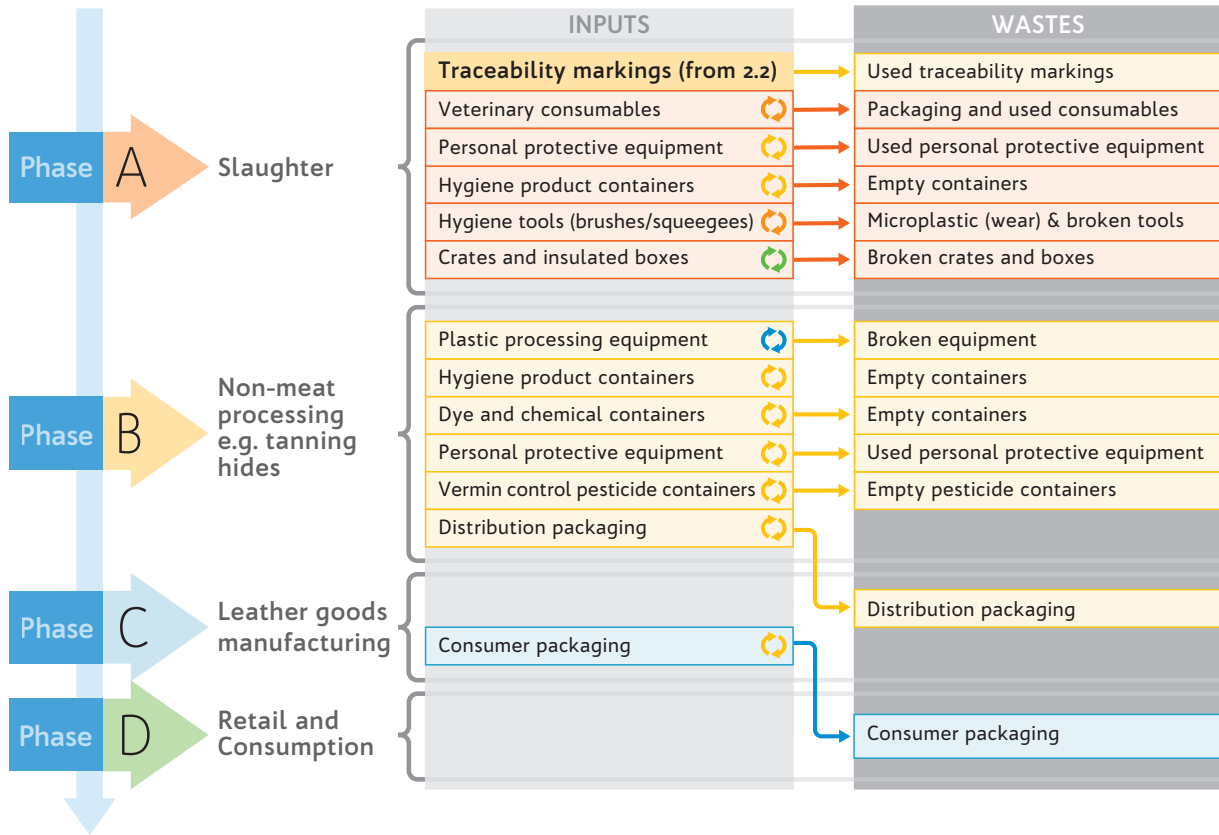 INPUTS
WASTES
Phase A
Slaughter
Traceability markings (from 2.2)
Used traceability markings
Veterinary consumables
Packaging and used consumables
Personal protective equipment
Used personal protective equipment
Hygiene product containers
Empty containers
Hygiene tools (brushes/squeegees)
Microplastic (wear) & broken tools
Crates and insulated boxes
Broken crates and boxes
Phase B
Non-meat
processing
e.g. tanning
hides
Plastic processing equipment
Broken equipment
Hygiene product containers
Empty containers
Dye and chemical containers
Empty containers
Personal protective equipment
Used personal protective equipment
Vermin control pesticide containers
Empty pesticide containers
Distribution packaging
Phase C
Leather goods
manufacturing
Distribution packaging
Consumer packaging
Phase D
Retail and
Consumption
Consumer packaging